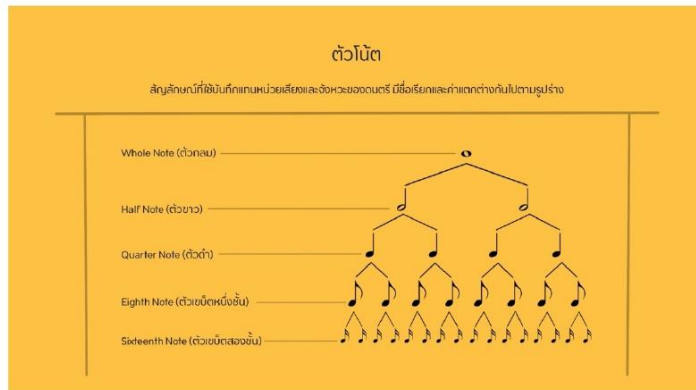 ตัวโน้ต
สัญลักษณ์ที่ใช้บันทึกแทนหน่วยเสียงและจังหวะของดนตรี มีชื่อเรียกและค่าแตกต่างกันไปตามรูปร่าง
Whole Note (ตัวกลม)
Half Note (ตัวขาว)
Quarter Note (ตัวดำ)
Eighth Note (ตัวเขบ็ตหนึ่งชั้น)
Sixteenth Note (ตัวเขบ็ตสองชั้น)